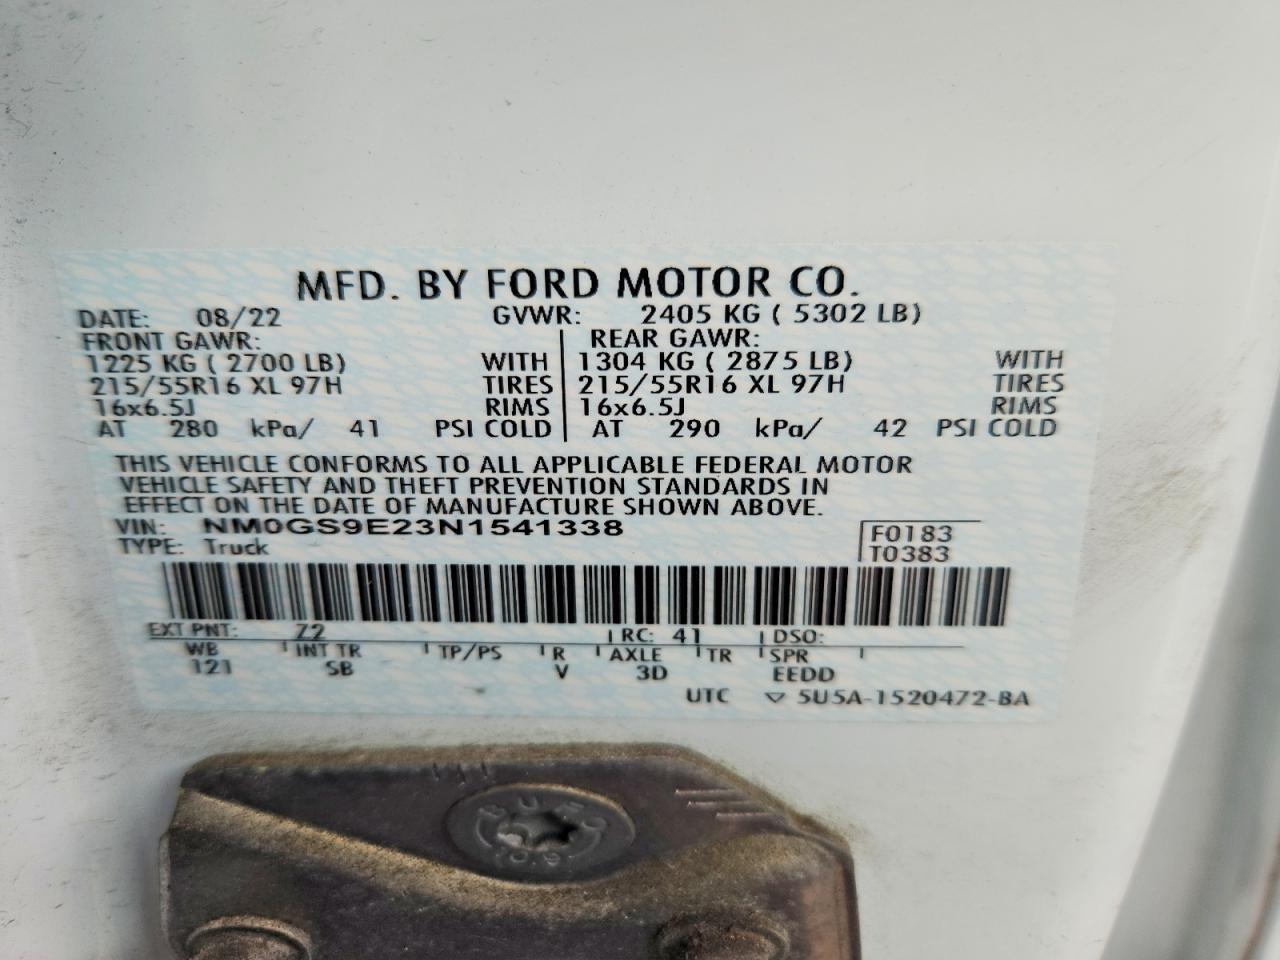 MFD. BY FORD MOTOR CO.
DATE: 08/22 GVWR: 2405 KG ( 5302 LB)
FRONT GAWR: REAR GAWR:
1225 KG ( 2700 LB) WITH 1304 KG ( 2875 LB) WITH
215/55R16 XL 97H TIRES 215/55R16 XL 97H TIRES
16x6.5J RIMS 16x6.5J RIMS
AT 280 kPa/ 41 PSI COLD AT 290 kPa/ 42 PSI COLD
THIS VEHICLE CONFORMS TO ALL APPLICABLE FEDERAL MOTOR
VEHICLE SAFETY AND THEFT PREVENTION STANDARDS IN
EFFECT ON THE DATE OF MANUFACTURE SHOWN ABOVE.
VIN: NM0GS9E23N1541338 F0183
TYPE: Truck T0383
EXT PNT: Z2 RC: 41 DSO:
WB INT TR TP/PS R AXLE TR SPR
121 SB V 3D EEDD
UTC ▽ 5U5A-1520472-BA
BUFO
10.9